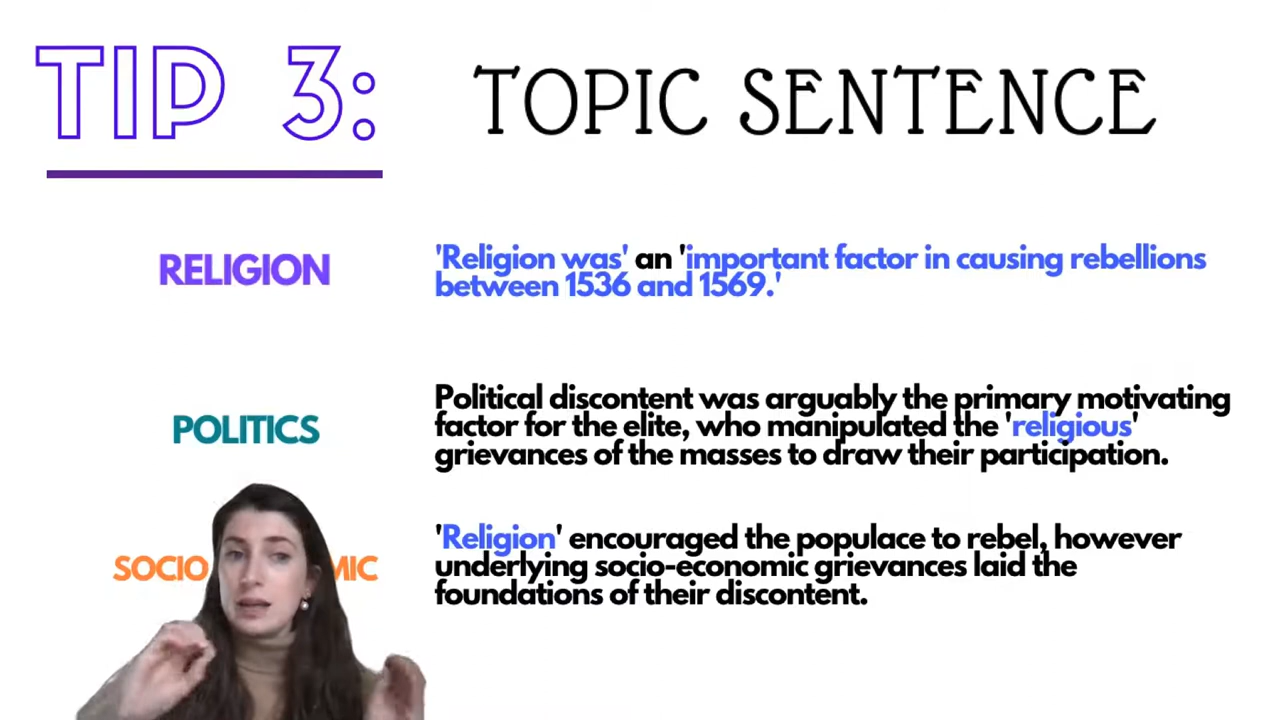 TIP 3:
TOPIC SENTENCE
RELIGION
'Religion was' an 'important factor in causing rebellions
between 1536 and 1569.'
POLITICS
Political discontent was arguably the primary motivating
factor for the elite, who manipulated the 'religious'
grievances of the masses to draw their participation.
SOCIO MIC
'Religion' encouraged the populace to rebel, however
underlying socio-economic grievances laid the
foundations of their discontent.